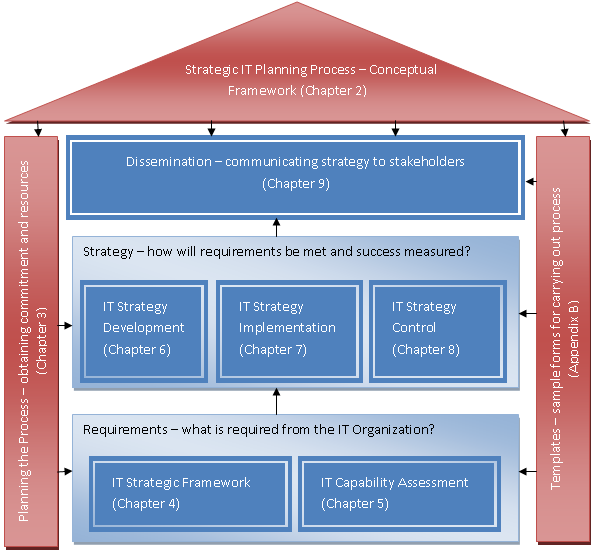 Strategic IT Planning Process – Conceptual
Framework (Chapter 2)
Planning the Process – obtaining commitment and resources
(Chapter 3)
Dissemination – communicating strategy to stakeholders
(Chapter 9)
Strategy – how will requirements be met and success measured?
IT Strategy
Development
(Chapter 6)
IT Strategy
Implementation
(Chapter 7)
IT Strategy
Control
(Chapter 8)
Requirements – what is required from the IT Organization?
IT Strategic Framework
(Chapter 4)
IT Capability Assessment
(Chapter 5)
Templates – sample forms for carrying out process
(Appendix B)